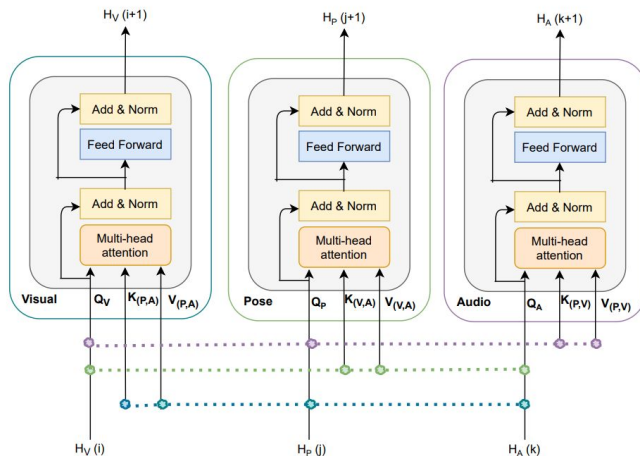 H_V (i+1)
H_P (j+1)
H_A (k+1)
Add & Norm
Add & Norm
Add & Norm
Feed Forward
Feed Forward
Feed Forward
Add & Norm
Add & Norm
Add & Norm
Multi-head attention
Multi-head attention
Multi-head attention
Visual Q_V K_(P,A) V_(P,A)
Pose Q_P K_(V,A) V_(V,A)
Audio Q_A K_(P,V) V_(P,V)
H_V (i)
H_P (j)
H_A (k)